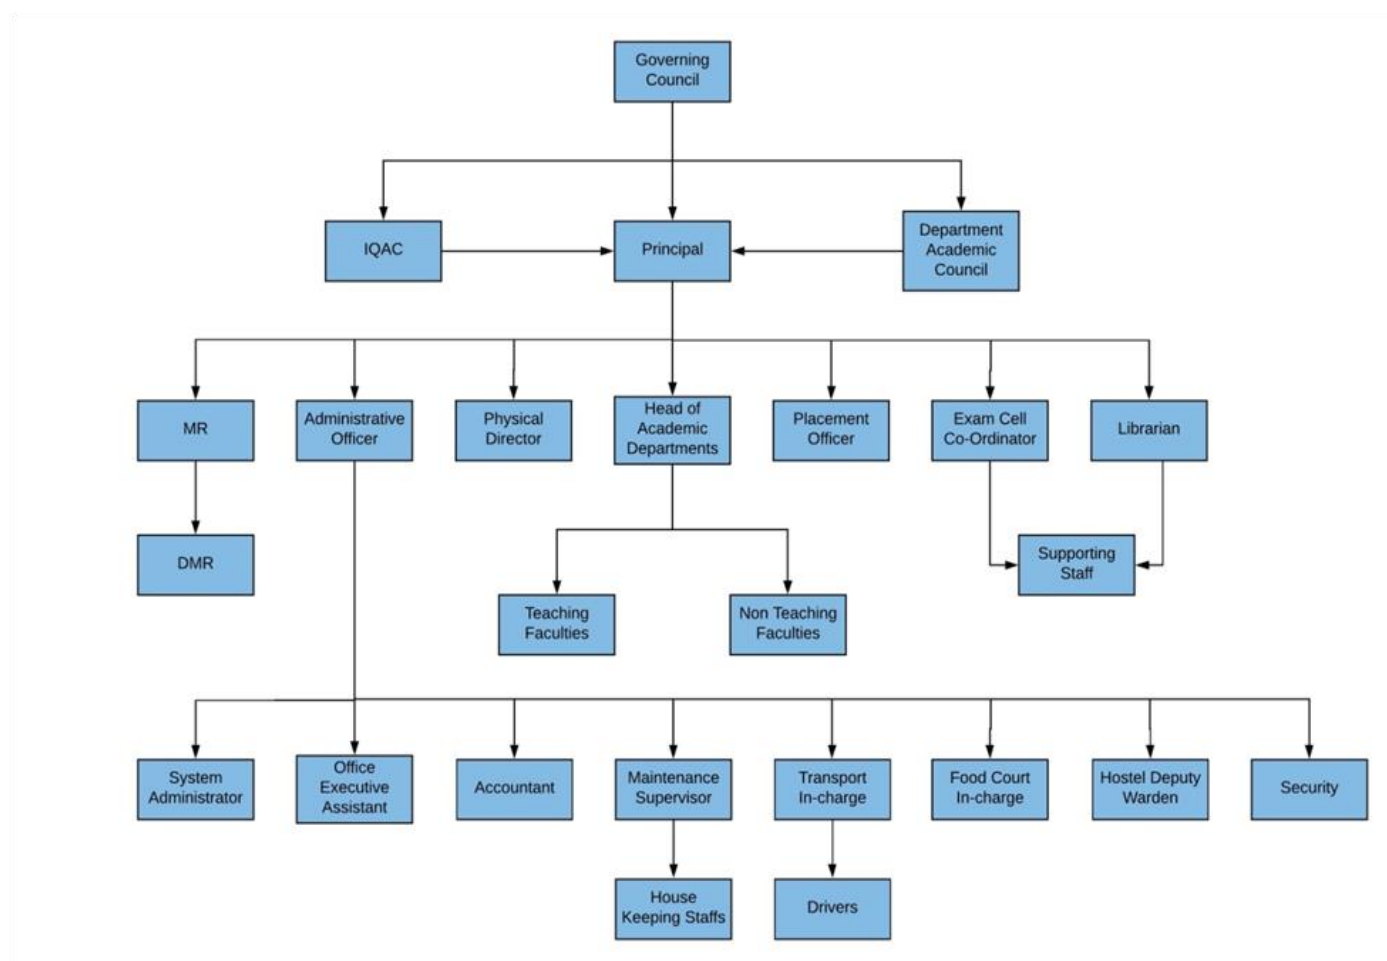 Governing
Council
IQAC
Principal
Department
Academic
Council
MR
Administrative
Officer
Physical
Director
Head of
Academic
Departments
Placement
Officer
Exam Cell
Co-Ordinator
Librarian
DMR
Supporting
Staff
Teaching
Faculties
Non Teaching
Faculties
System
Administrator
Office
Executive
Assistant
Accountant
Maintenance
Supervisor
Transport
In-charge
Food Court
In-charge
Hostel Deputy
Warden
Security
House
Keeping Staffs
Drivers